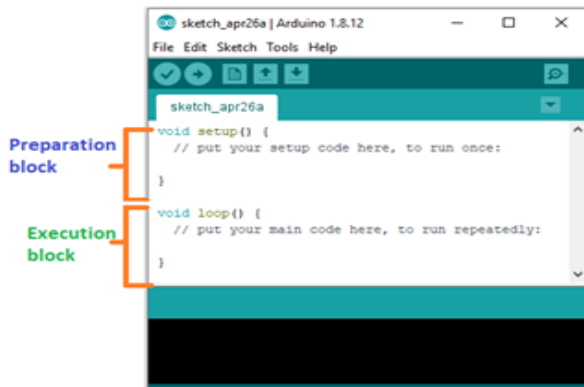 sketch_apr26a | Arduino 1.8.12
File Edit Sketch Tools Help
sketch_apr26a
Preparation
block
void setup() {
// put your setup code here, to run once:
}
Execution
block
void loop() {
// put your main code here, to run repeatedly:
}